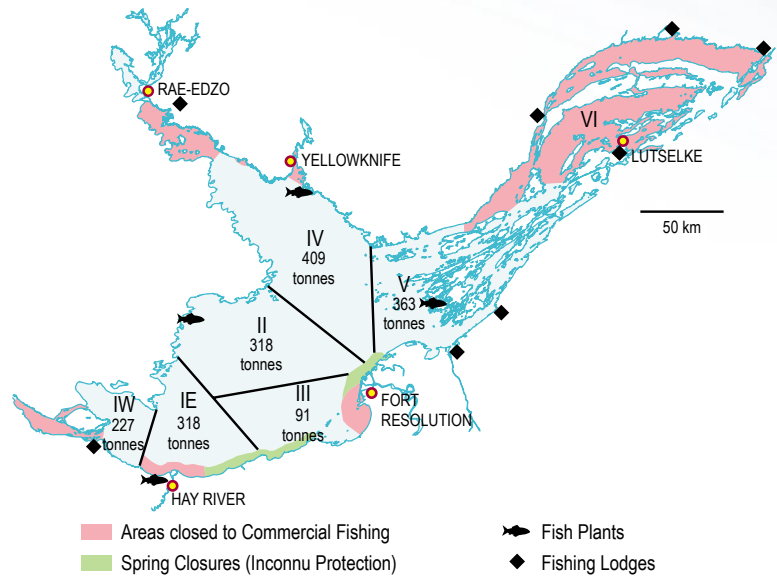 RAE-EDZO
YELLOWKNIFE
VI
LUTSELKE
50 km
IV
409
tonnes
V
363
tonnes
II
318
tonnes
IW
227
tonnes
IE
318
tonnes
III
91
tonnes
FORT
RESOLUTION
HAY RIVER
Areas closed to Commercial Fishing
Fish Plants
Spring Closures (Inconnu Protection)
Fishing Lodges